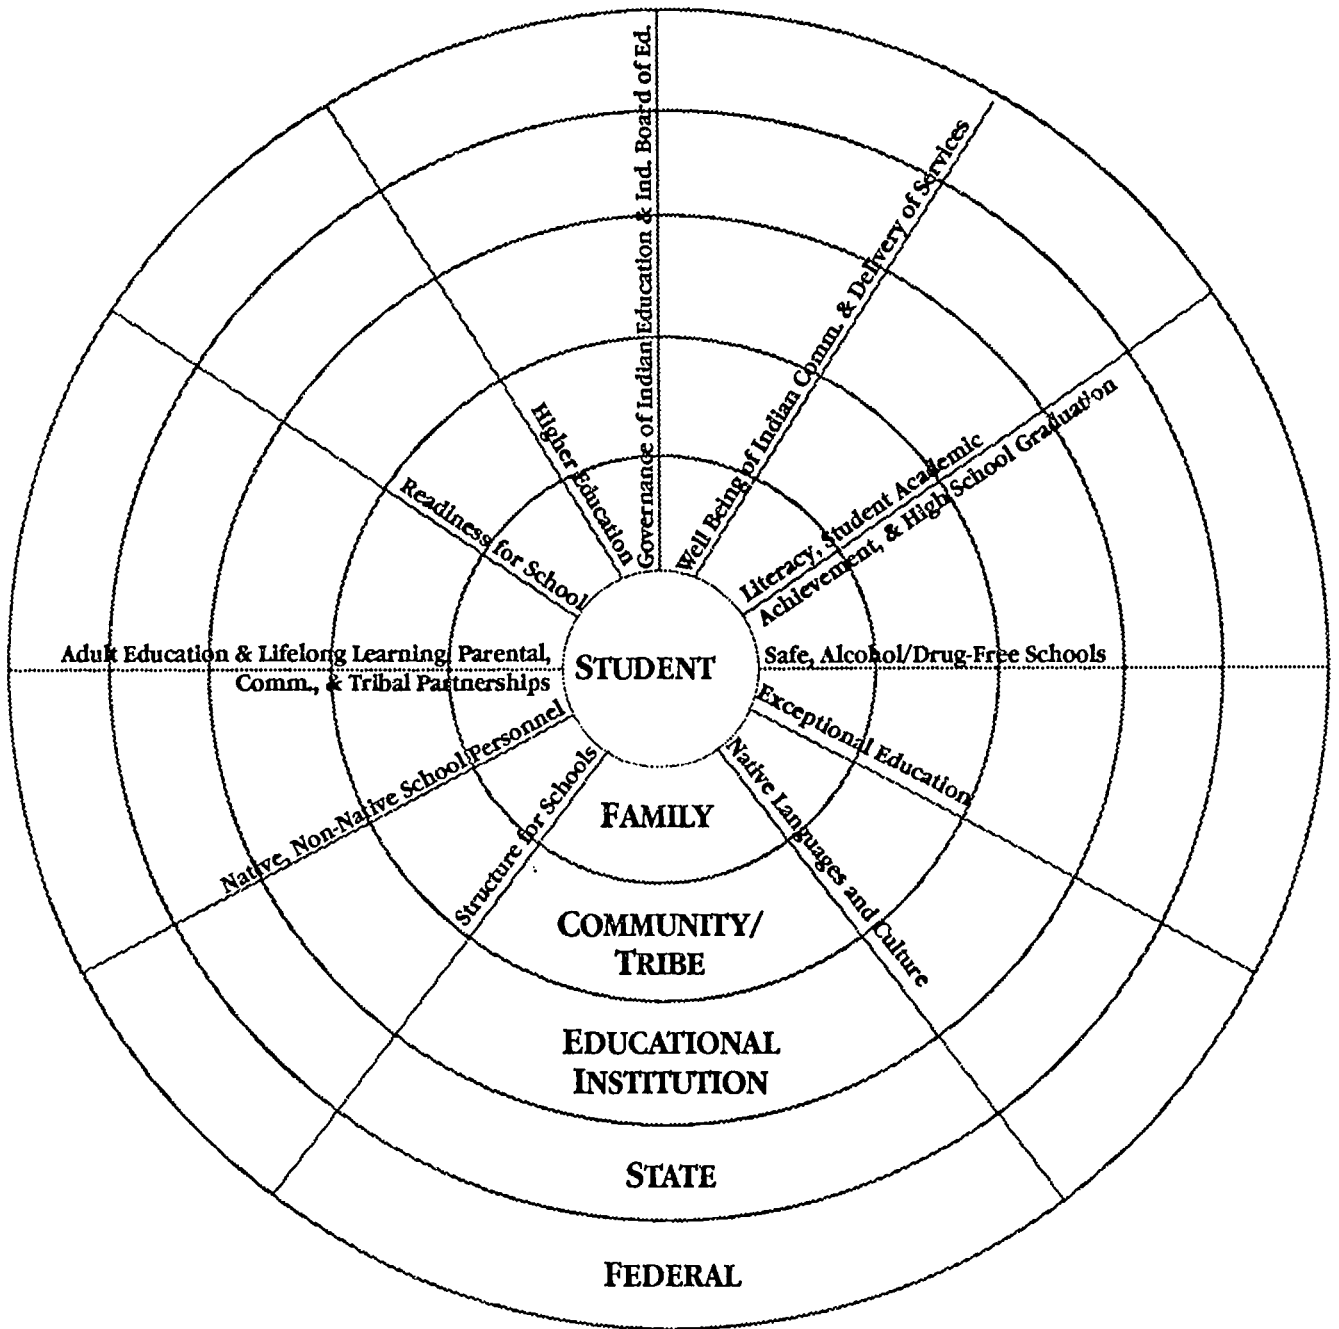 Governance of Indian Education & Ind. Board of Ed.
Well Being of Indian Comm. & Delivery of Services
Literacy, Student Academic
Achievement, & High School Graduation
Safe, Alcohol/Drug-Free Schools
Exceptional Education
Native Languages and Culture
Structure for Schools
Native, Non-Native School Personnel
Adult Education & Lifelong Learning, Parental,
Comm., & Tribal Partnerships
Readiness for School
Higher Education
STUDENT
FAMILY
COMMUNITY/
TRIBE
EDUCATIONAL
INSTITUTION
STATE
FEDERAL